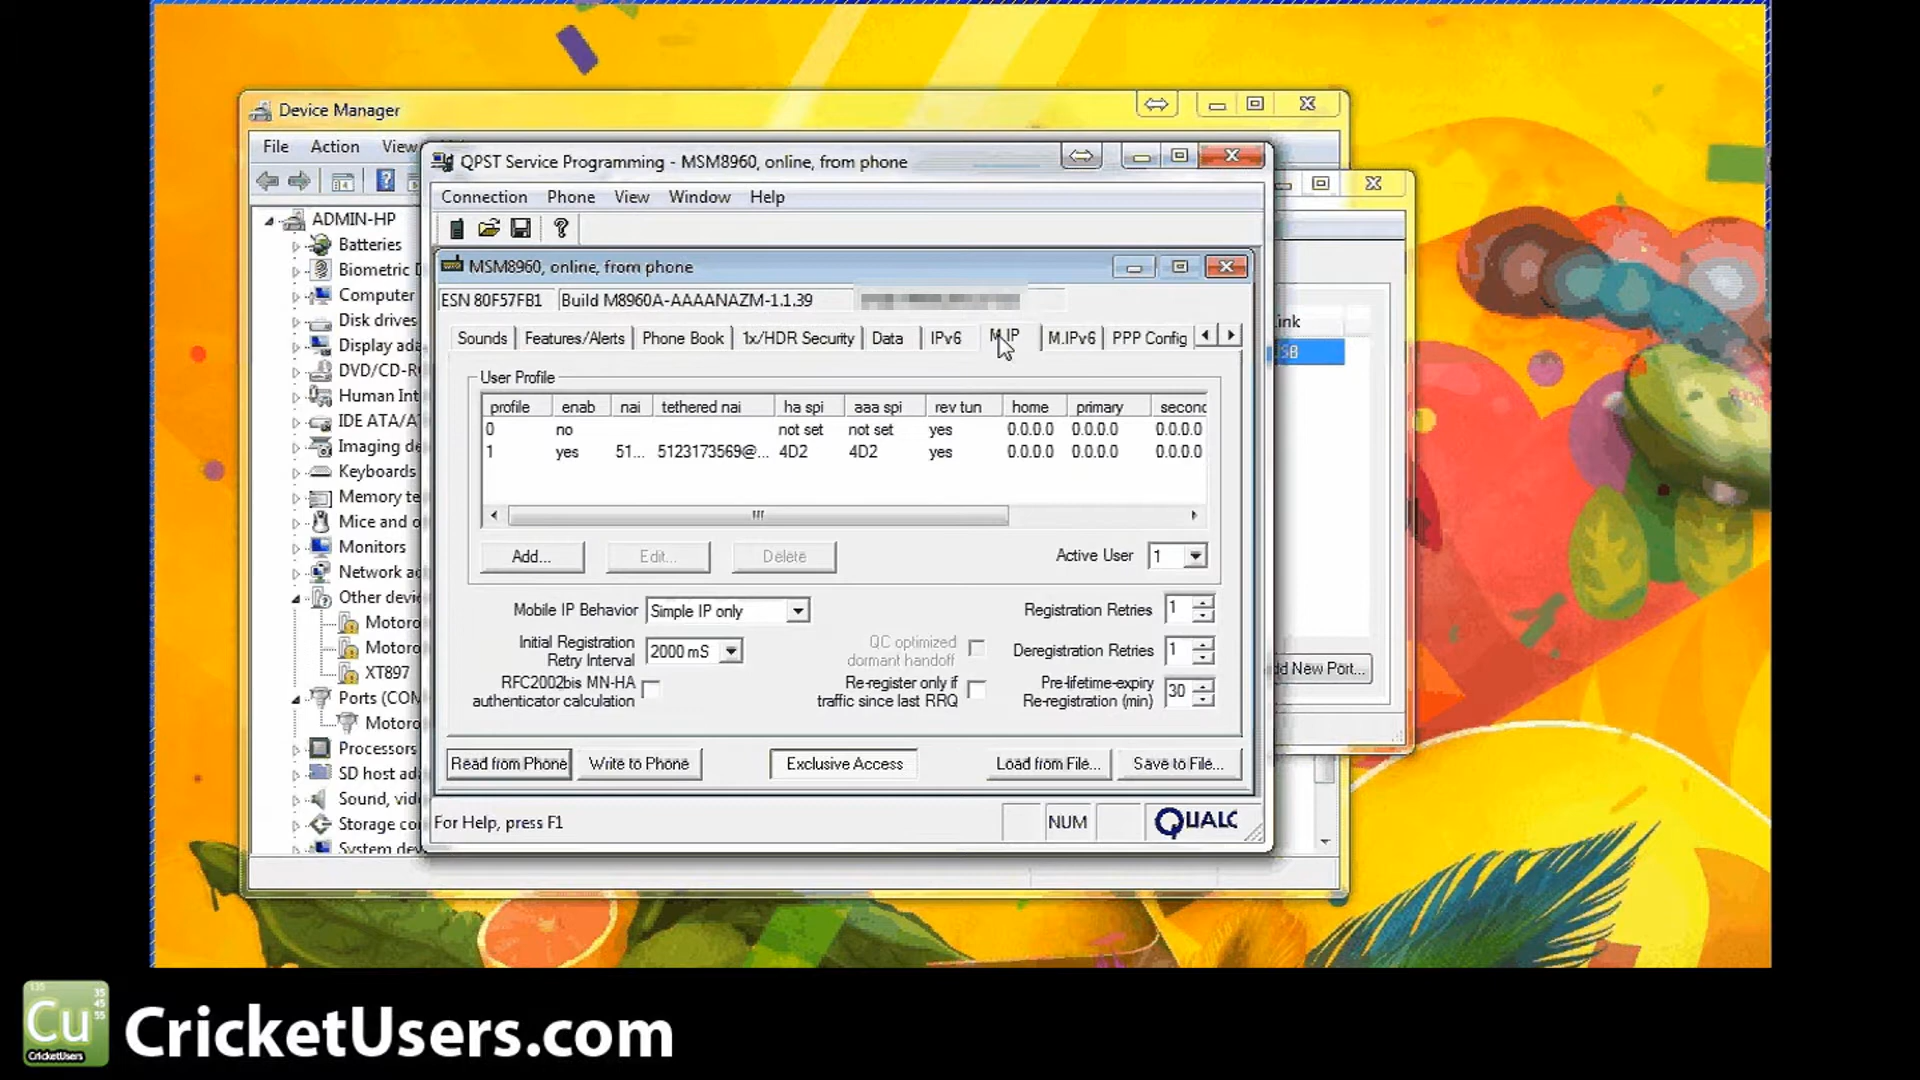 Device Manager
File Action View
ADMIN-HP
Batteries
Biometric D
Computer
Disk drives
Display ada
DVD/CD-R
Human Int
IDE ATA/A
Imaging de
Keyboards
Memory te
Mice and o
Monitors
Network ac
Other devi
Motoro
Motoro
XT897
Ports (COM
Motoro
Processors
SD host ad
Sound, vide
Storage co
System dev
QPST Service Programming - MSM8960, online, from phone
Connection Phone View Window Help
MSM8960, online, from phone
ESN 80F57FB1 Build M8960A-AAAANAZM-1.1.39
Sounds Features/Alerts Phone Book 1x/HDR Security Data IPv6 M.IP M.IPv6 PPP Config
User Profile
profile enab nai tethered nai ha spi aaa spi rev tun home primary second
0 no not set not set yes 0.0.0.0 0.0.0.0 0.0.0.0
1 yes 51... 5123173569@... 4D2 4D2 yes 0.0.0.0 0.0.0.0 0.0.0.0
Add... Edit... Delete Active User 1
Mobile IP Behavior Simple IP only Registration Retries 1
Initial Registration
Retry Interval 2000 mS
QC optimized
dormant handoff
Deregistration Retries 1
RFC2002bis MN-HA
authenticator calculation
Re-register only if
traffic since last RRQ
Pre-lifetime-expiry
Re-registration (min) 30
Read from Phone Write to Phone Exclusive Access Load from File... Save to File...
For Help, press F1 NUM QUALC
ink
SB
dd New Port...
135
35
45
55
Cu
CricketUsers
CricketUsers.com